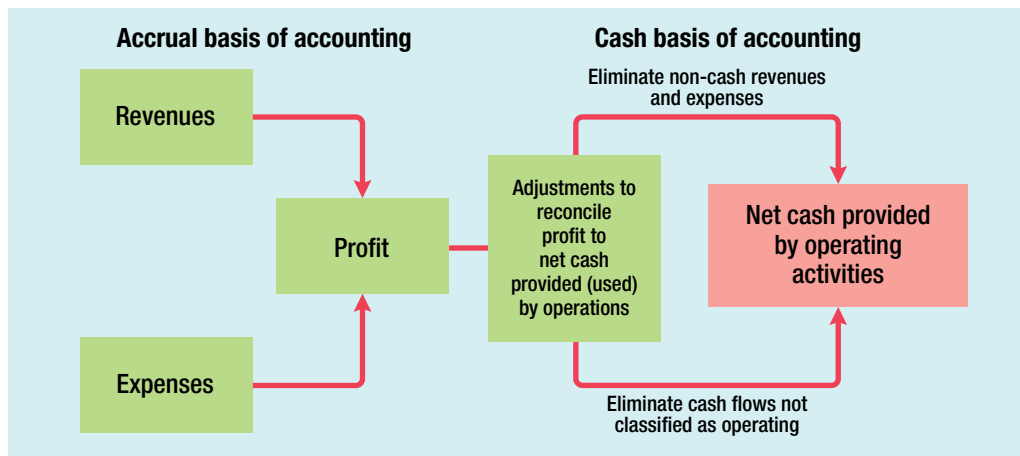 Accrual basis of accounting
Cash basis of accounting
Revenues
Expenses
Profit
Adjustments to
reconcile
profit to
net cash
provided (used)
by operations
Eliminate non-cash revenues
and expenses
Net cash provided
by operating
activities
Eliminate cash flows not
classified as operating